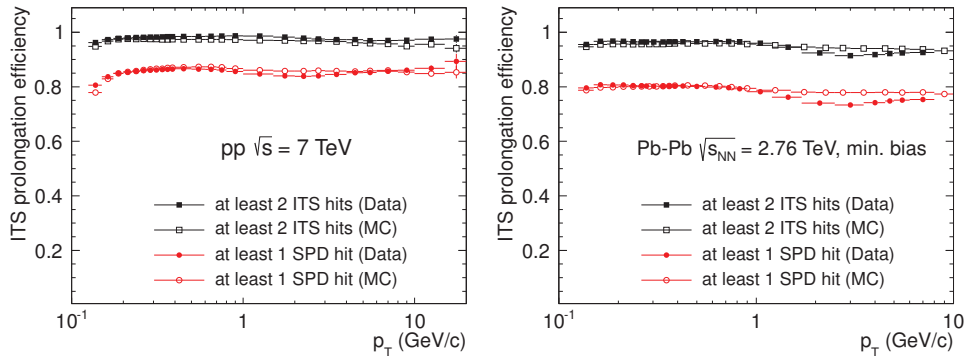 ITS prolongation efficiency
1
0.8
0.6
0.4
0.2
pp √s = 7 TeV
at least 2 ITS hits (Data)
at least 2 ITS hits (MC)
at least 1 SPD hit (Data)
at least 1 SPD hit (MC)
10⁻¹ 1 10
p_T (GeV/c)
ITS prolongation efficiency
1
0.8
0.6
0.4
0.2
Pb-Pb √s_NN = 2.76 TeV, min. bias
at least 2 ITS hits (Data)
at least 2 ITS hits (MC)
at least 1 SPD hit (Data)
at least 1 SPD hit (MC)
10⁻¹ 1 10
p_T (GeV/c)